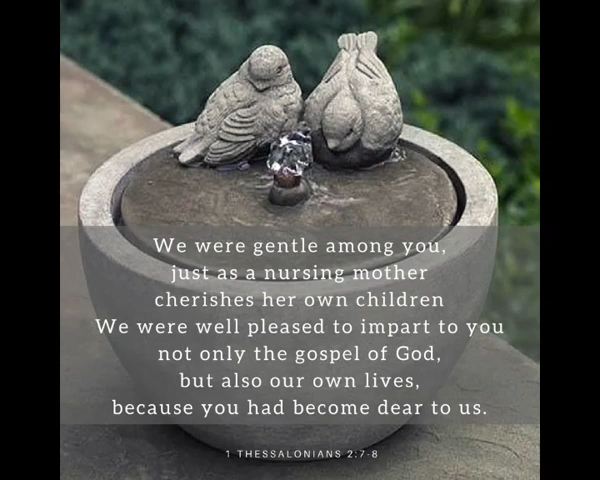 We were gentle among you,
just as a nursing mother
cherishes her own children
We were well pleased to impart to you
not only the gospel of God,
but also our own lives,
because you had become dear to us.
1 THESSALONIANS 2:7-8